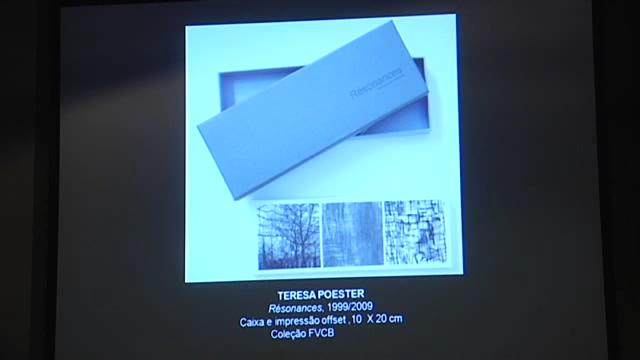 Résonances
TERESA POESTER
Résonances, 1999/2009
Caixa e impressão offset ,10 X 20 cm
Coleção FVCB